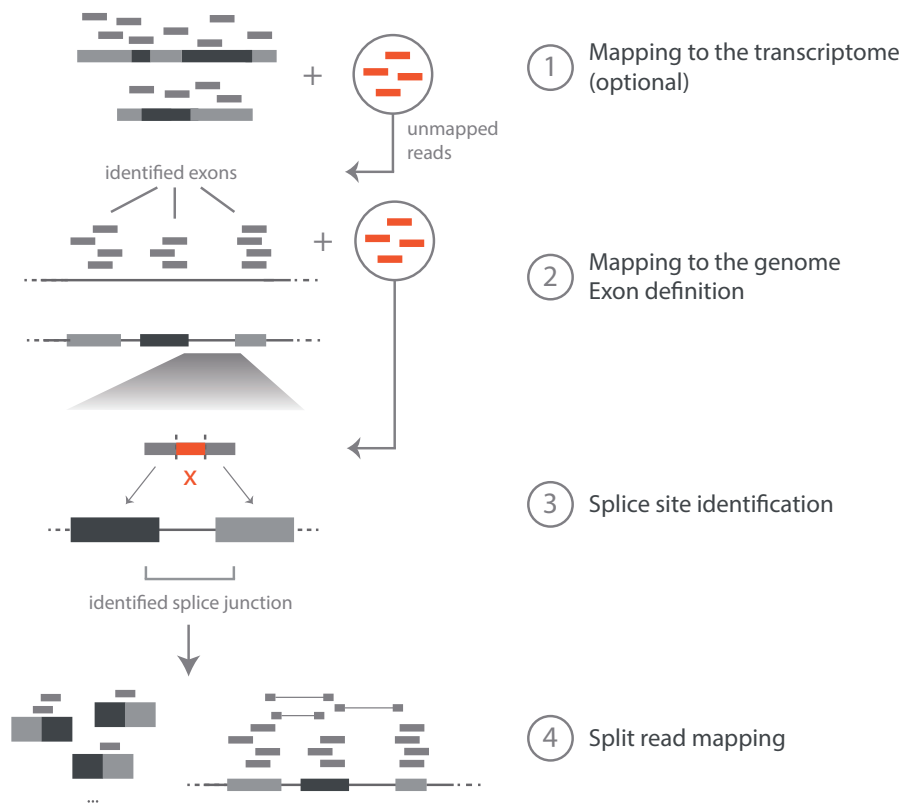 1 Mapping to the transcriptome
(optional)
+
unmapped
reads
identified exons
+
2 Mapping to the genome
Exon definition
x
3 Splice site identification
identified splice junction
4 Split read mapping
...